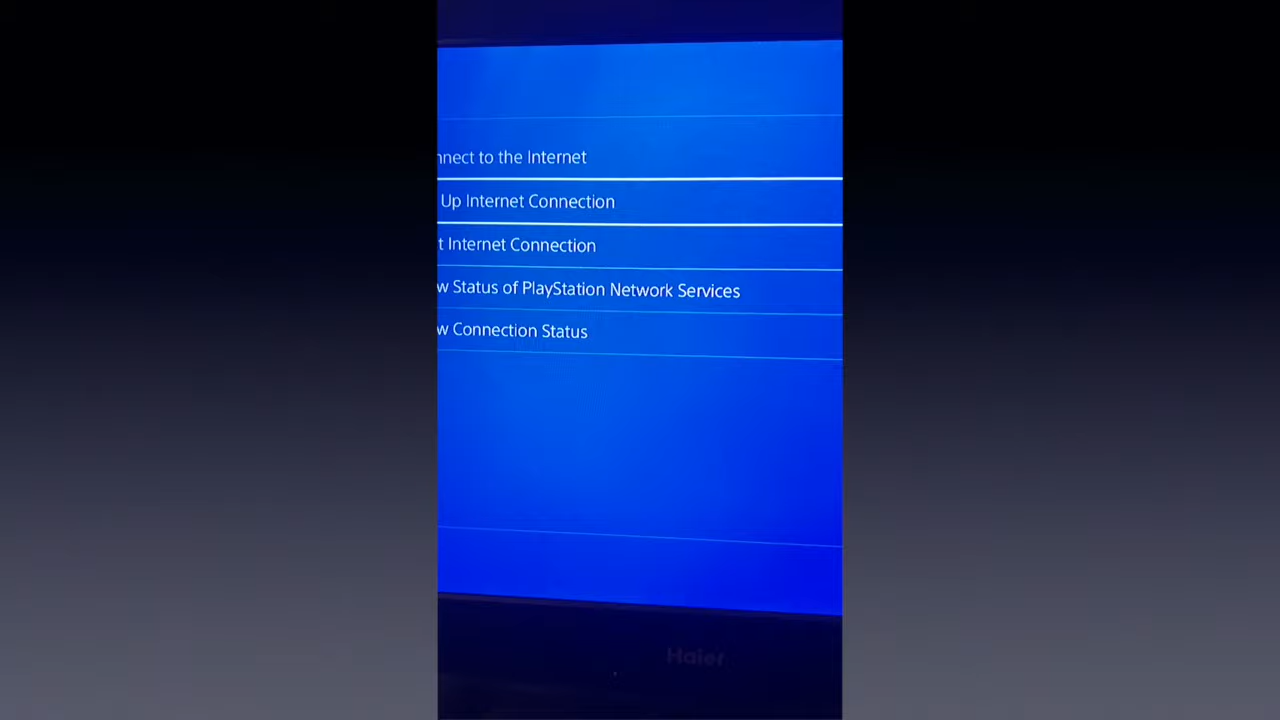 nnect to the Internet
Up Internet Connection
t Internet Connection
w Status of PlayStation Network Services
w Connection Status
Haier